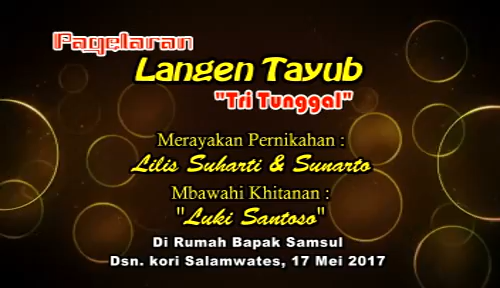 Pagelaran
Langen Tayub
"Tri Tunggal"
Merayakan Pernikahan :
Lilis Suharti & Sunarto
Mbawahi Khitanan :
"Luki Santoso"
Di Rumah Bapak Samsul
Dsn. kori Salamwates, 17 Mei 2017